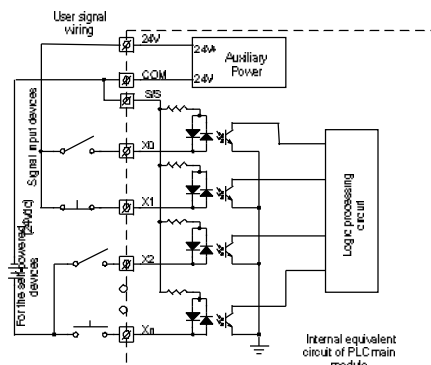 User signal
wiring
24V
24V+
Auxiliary
Power
COM
24V-
S/S
Signal input devices
X0
X1
(24Vdc)
For the self-powered
devices
X2
Xn
Logic processing
circuit
Internal equivalent
circuit of PLC main
module